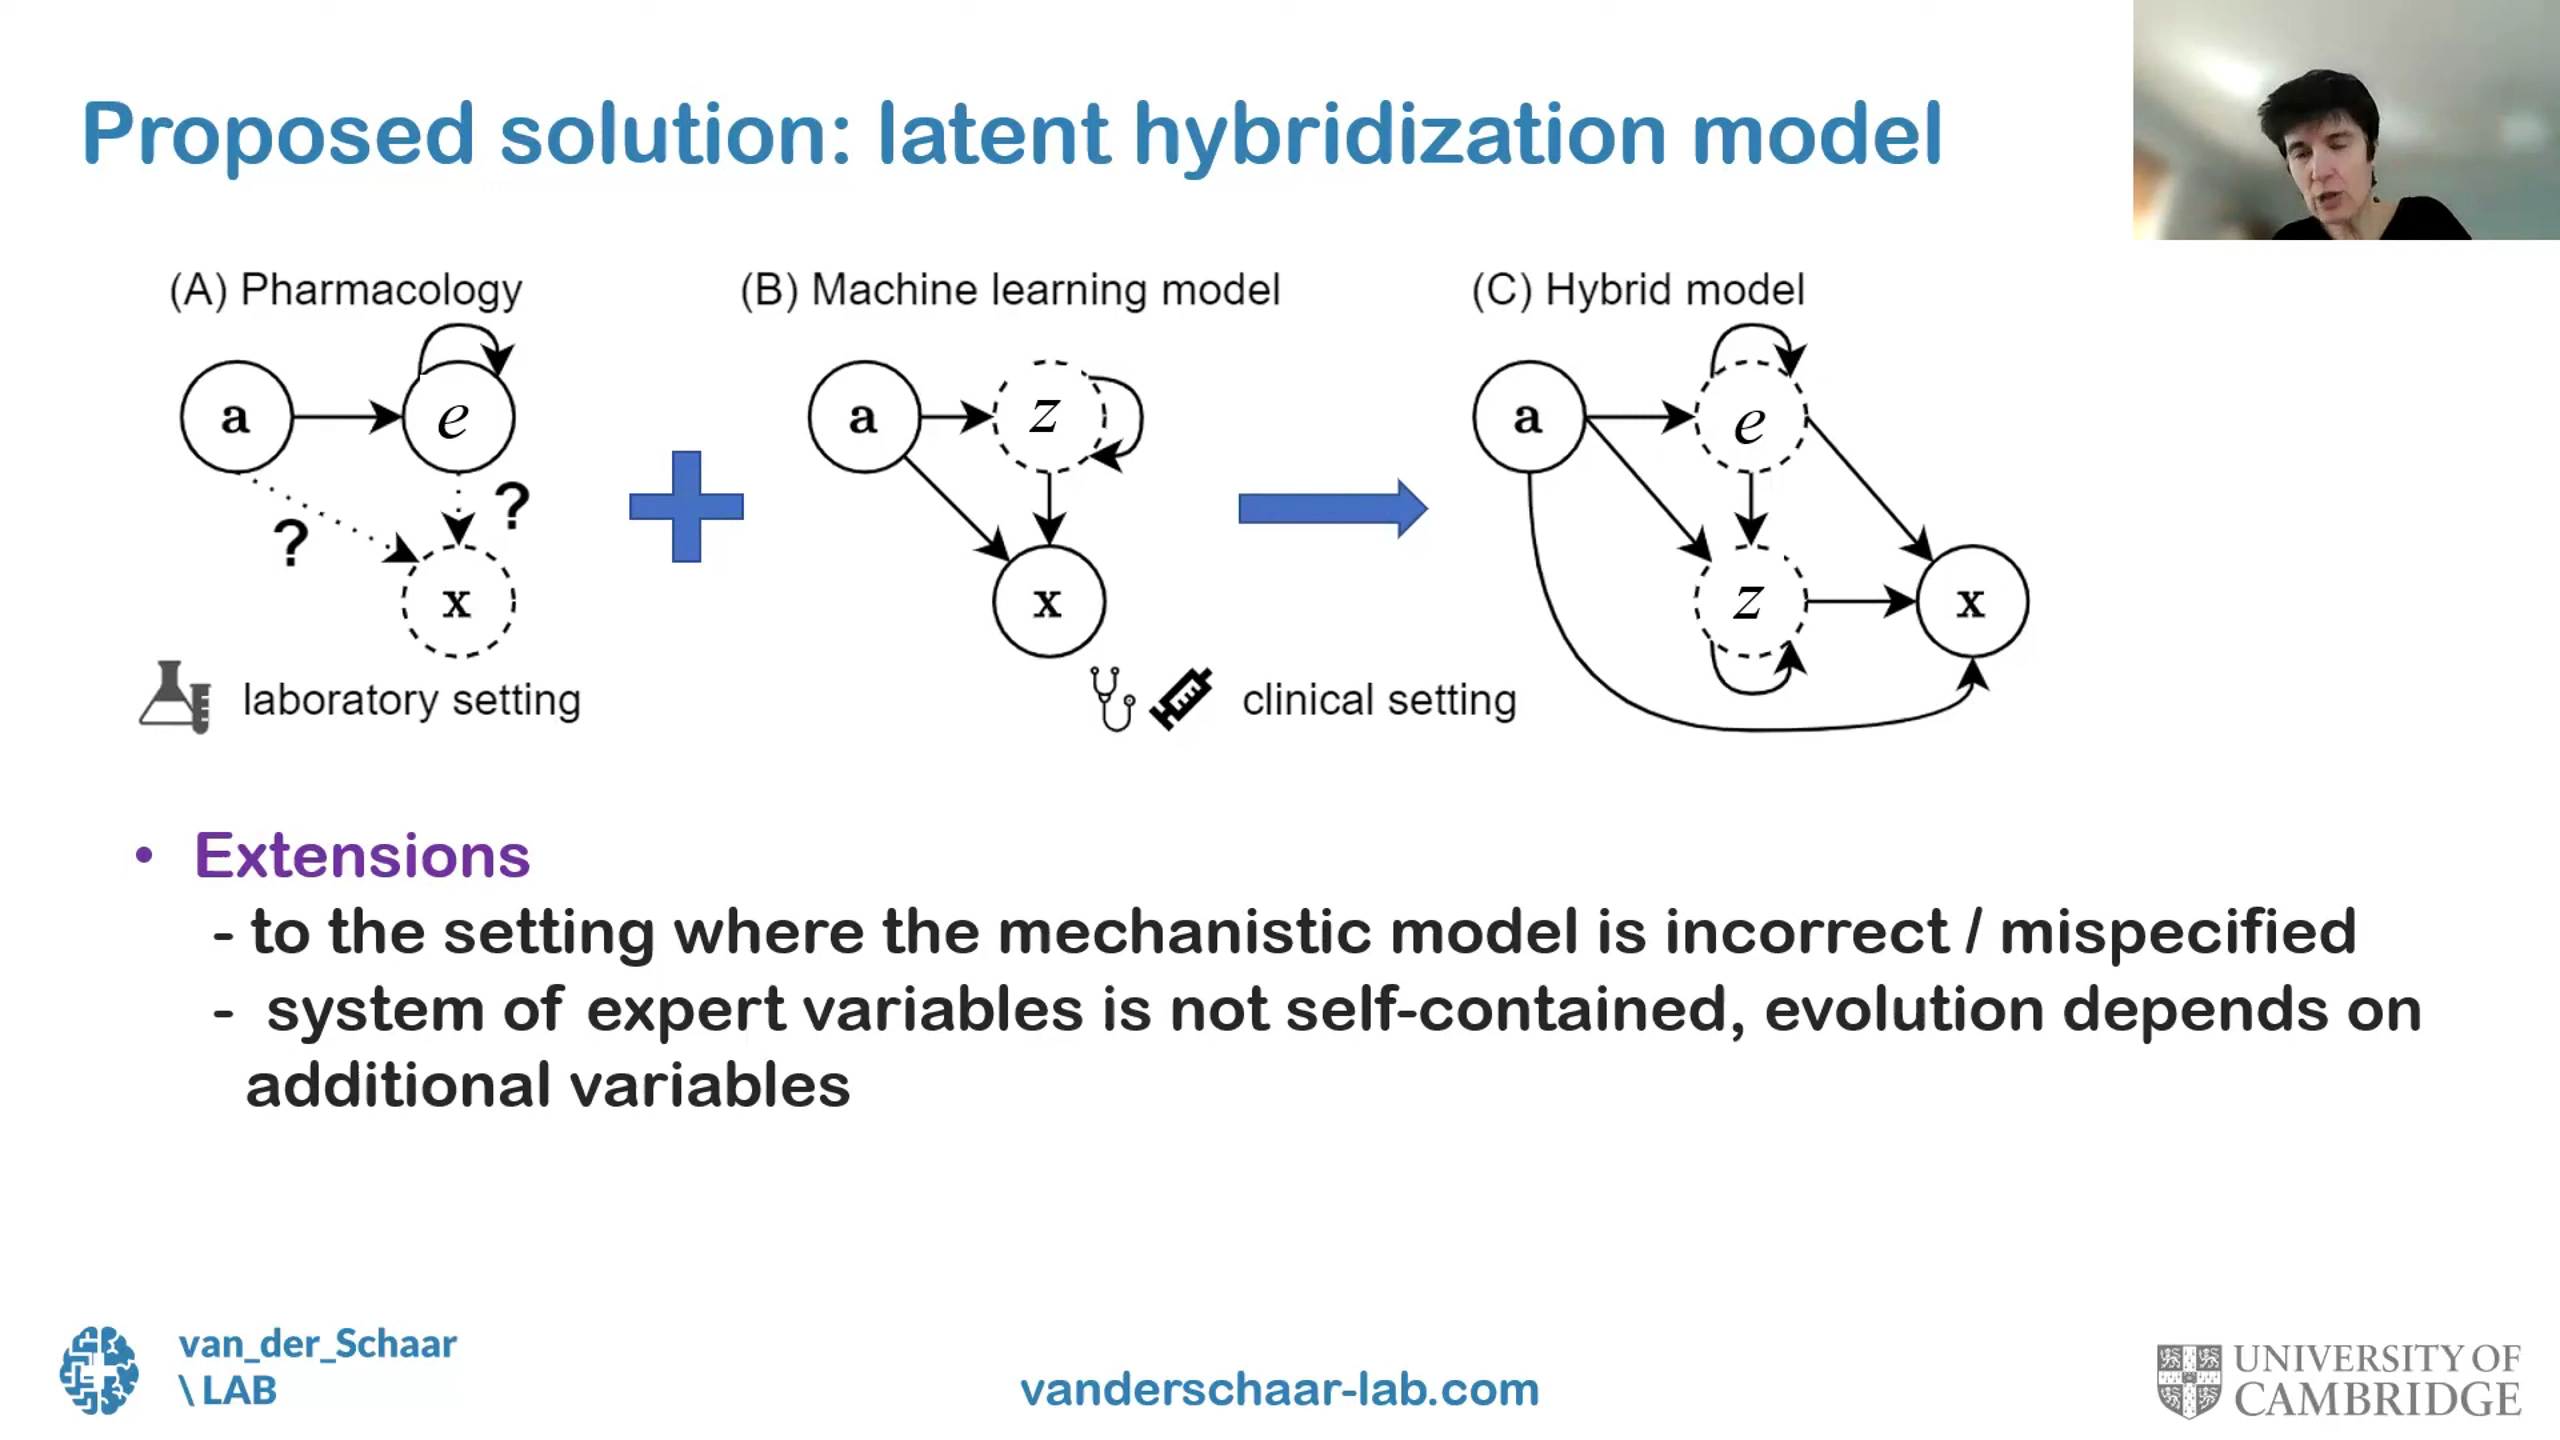 Proposed solution: latent hybridization model
(A) Pharmacology
(B) Machine learning model
(C) Hybrid model
a
e
a
z
a
e
?
?
x
x
z
x
laboratory setting
clinical setting
• Extensions
- to the setting where the mechanistic model is incorrect / mispecified
- system of expert variables is not self-contained, evolution depends on
additional variables
van_der_Schaar
\ LAB
vanderschaar-lab.com
UNIVERSITY OF
CAMBRIDGE